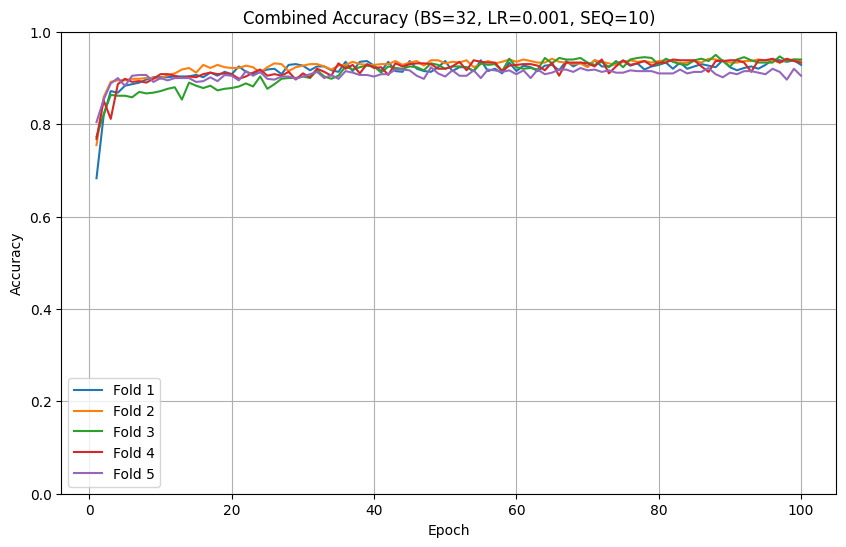 Combined Accuracy (BS=32, LR=0.001, SEQ=10)
1.0
0.8
0.6
0.4
0.2
0.0
Accuracy
Fold 1
Fold 2
Fold 3
Fold 4
Fold 5
0 20 40 60 80 100
Epoch